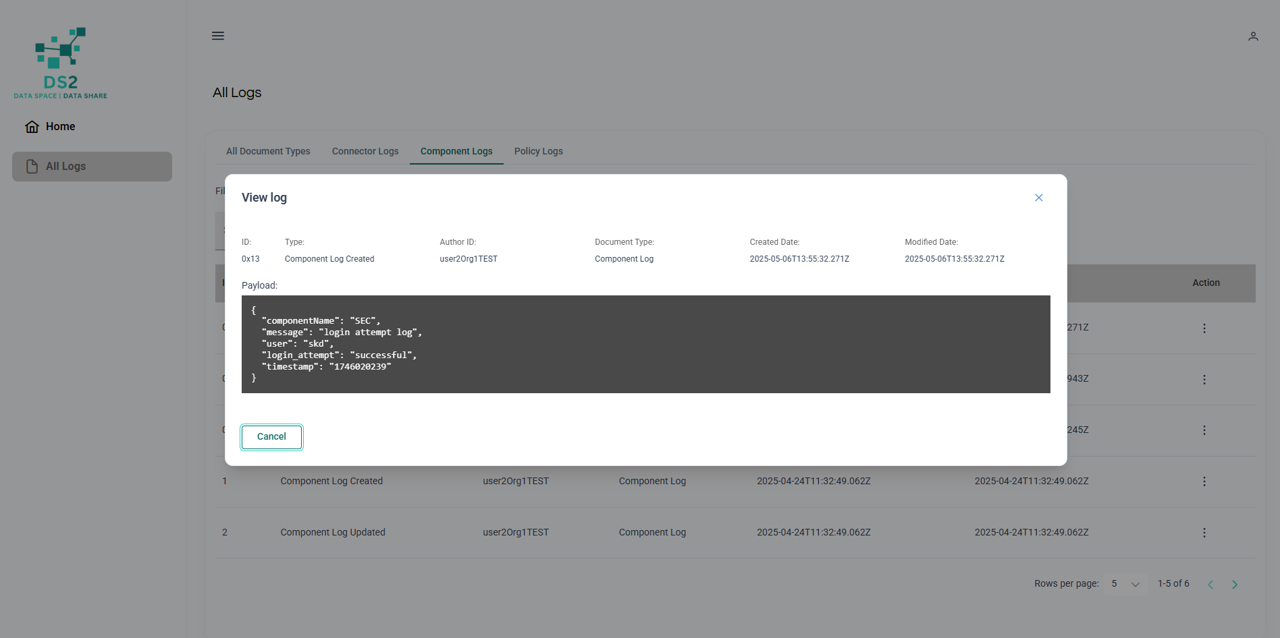 DS2
DATA SPACE | DATA SHARE
Home
All Logs
All Logs
All Document Types Connector Logs Component Logs Policy Logs
View log
ID: Type: Author ID: Document Type: Created Date: Modified Date:
0x13 Component Log Created user2Org1TEST Component Log 2025-05-06T13:55:32.271Z 2025-05-06T13:55:32.271Z
Payload:
{
"componentName": "SEC",
"message": "login attempt log",
"user": "skd",
"login_attempt": "successful",
"timestamp": "1746020239"
}
Cancel
Action
271Z
943Z
245Z
1 Component Log Created user2Org1TEST Component Log 2025-04-24T11:32:49.062Z 2025-04-24T11:32:49.062Z
2 Component Log Updated user2Org1TEST Component Log 2025-04-24T11:32:49.062Z 2025-04-24T11:32:49.062Z
Rows per page: 5 1-5 of 6